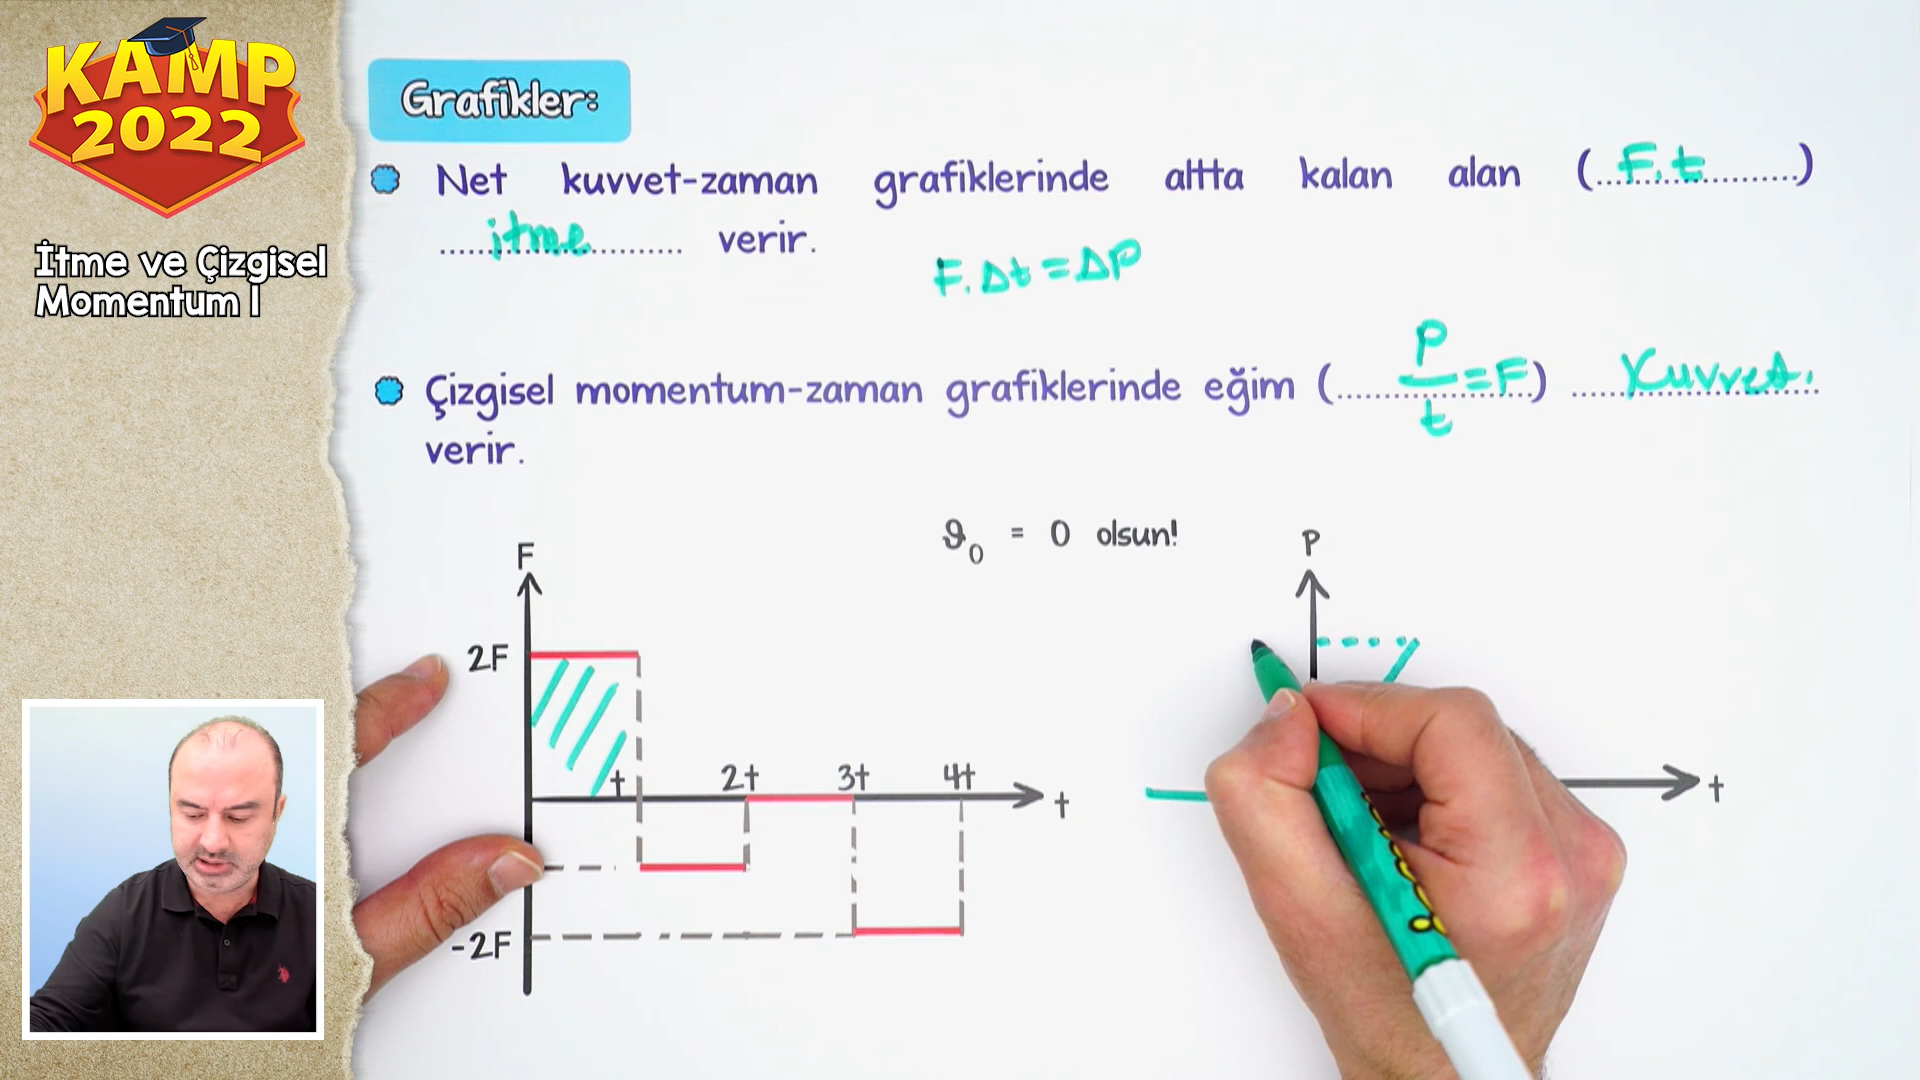 KAMP
2022
İtme ve Çizgisel
Momentum I
Grafikler:
Net kuvvet-zaman grafiklerinde altta kalan alan (....F.t....)
....itme.... verir.
F.Δt=ΔP
Çizgisel momentum-zaman grafiklerinde eğim (....P/t=F) ....Kuvvet....
verir.
ϑ₀ = 0 olsun!
F
2F
t 2t 3t 4t
t
-2F
P
t